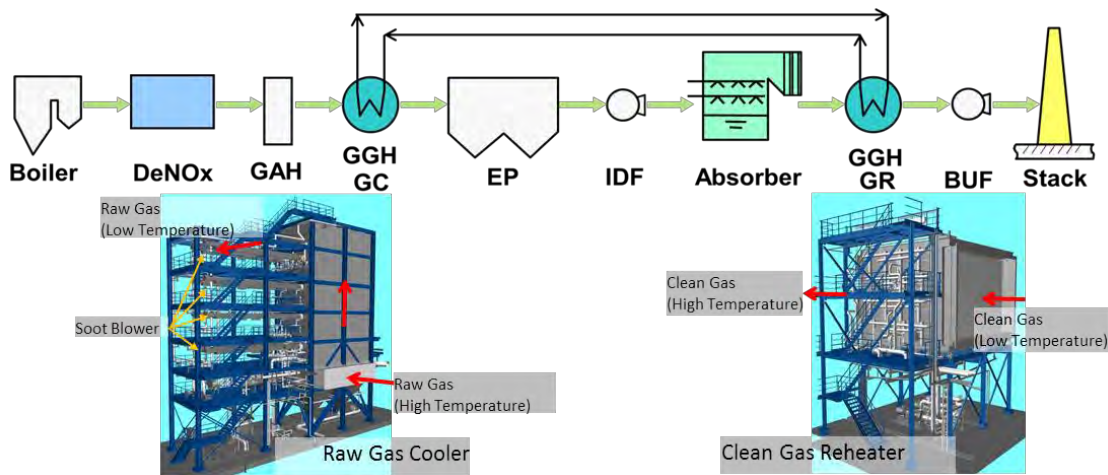 Boiler
DeNOx
GAH
GGH
GC
EP
IDF
Absorber
GGH
GR
BUF
Stack
Raw Gas
(Low Temperature)
Soot Blower
Raw Gas
(High Temperature)
Raw Gas Cooler
Clean Gas
(High Temperature)
Clean Gas
(Low Temperature)
Clean Gas Reheater